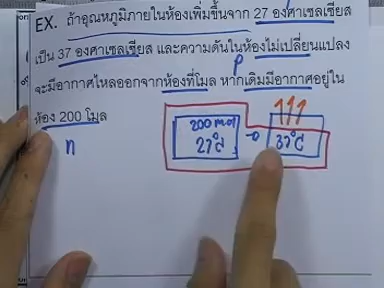 EX. ถ้าอุณหภูมิภายในห้องเพิ่มขึ้นจาก 27 องศาเซลเซียส
เป็น 37 องศาเซลเซียส และความดันในห้องไม่เปลี่ยนแปลง
P
จะมีอากาศไหลออกจากห้องกี่โมล หากเดิมมีอากาศอยู่ใน
ห้อง 200 โมล
n
200 mol
27°C
37°C